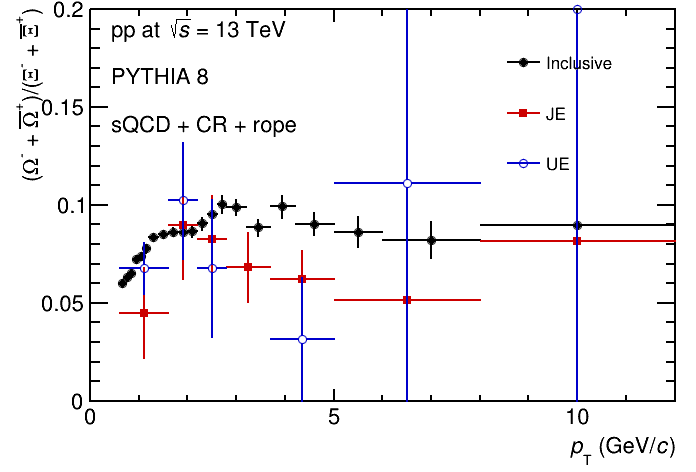 (Ω⁻ + Ω̅⁺)/(Ξ⁻ + Ξ̅⁺)
0.2
pp at √s = 13 TeV
Inclusive
PYTHIA 8
0.15
JE
sQCD + CR + rope
UE
0.1
0.05
0
0 5 10
p_T (GeV/c)